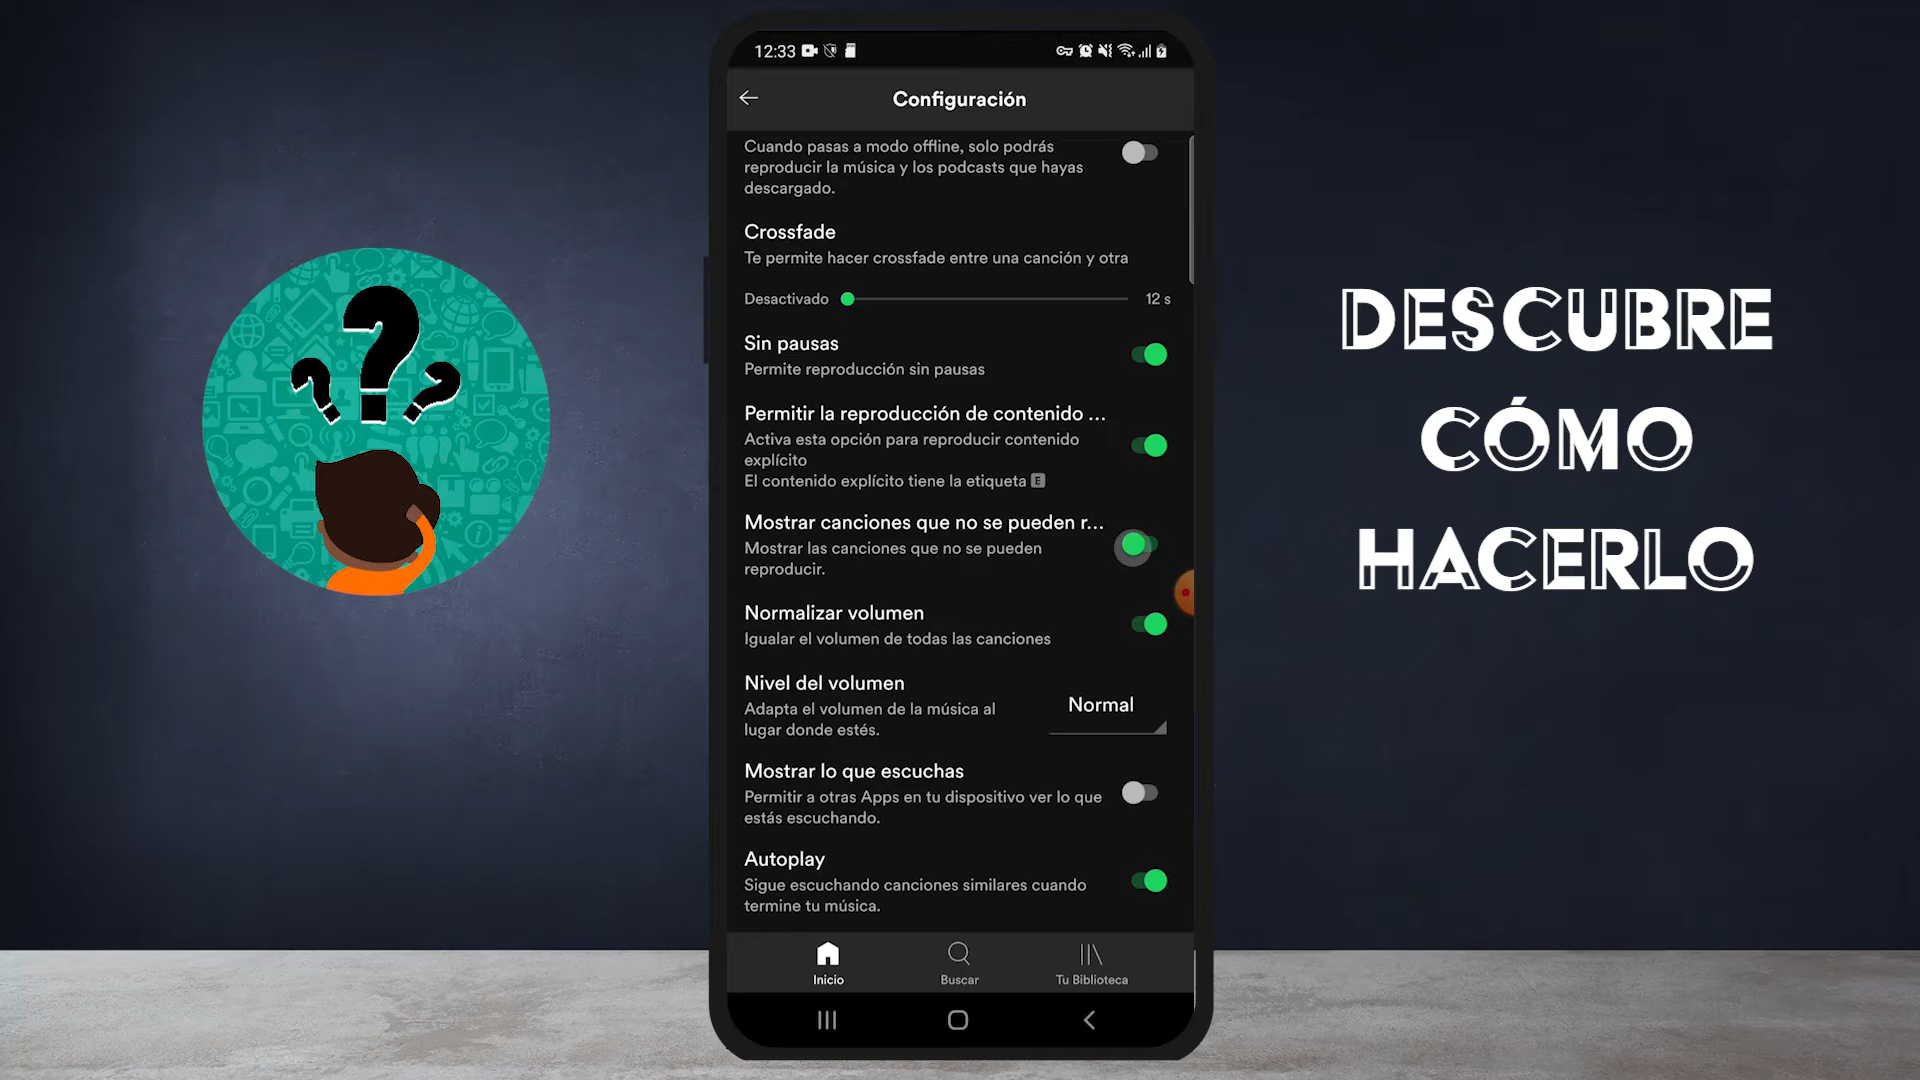 12:33
Configuración
Cuando pasas a modo offline, solo podrás
reproducir la música y los podcasts que hayas
descargado.
Crossfade
Te permite hacer crossfade entre una canción y otra
Desactivado 12 s
Sin pausas
Permite reproducción sin pausas
Permitir la reproducción de contenido ...
Activa esta opción para reproducir contenido
explícito
El contenido explícito tiene la etiqueta E
Mostrar canciones que no se pueden r...
Mostrar las canciones que no se pueden
reproducir.
Normalizar volumen
Igualar el volumen de todas las canciones
Nivel del volumen
Adapta el volumen de la música al
lugar donde estés.
Normal
Mostrar lo que escuchas
Permitir a otras Apps en tu dispositivo ver lo que
estás escuchando.
Autoplay
Sigue escuchando canciones similares cuando
termine tu música.
Inicio Buscar Tu Biblioteca
DESCUBRE
CÓMO
HACERLO